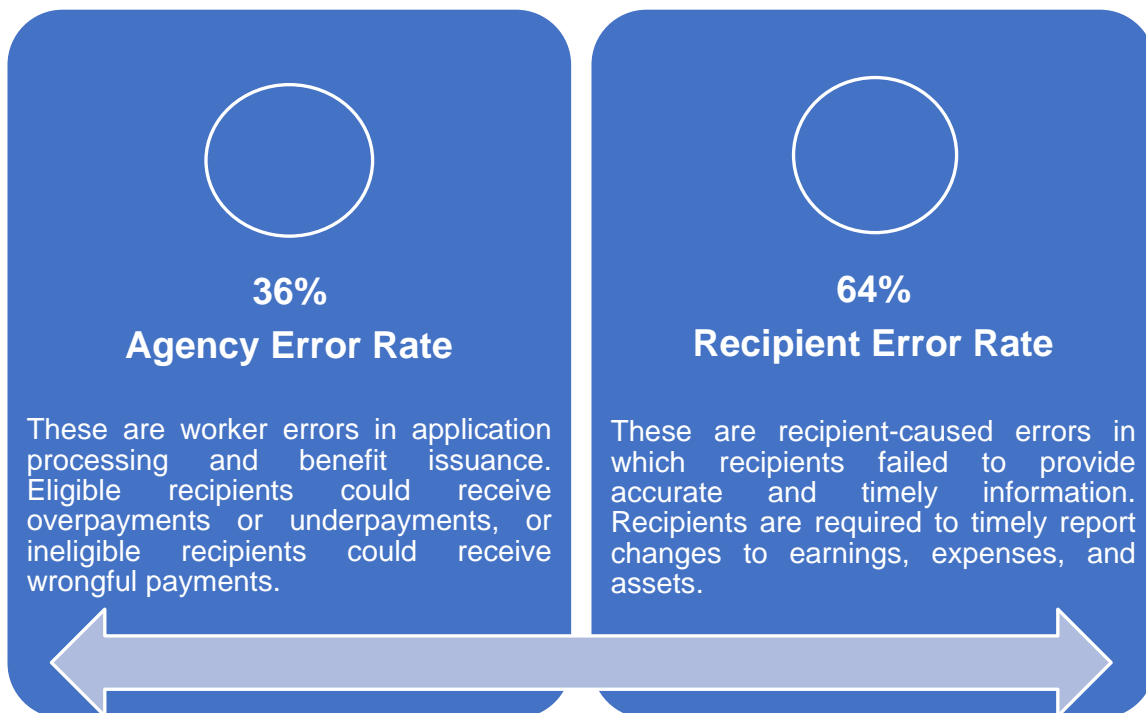 36%
Agency Error Rate
These are worker errors in application
processing and benefit issuance.
Eligible recipients could receive
overpayments or underpayments, or
ineligible recipients could receive
wrongful payments.
64%
Recipient Error Rate
These are recipient-caused errors in
which recipients failed to provide
accurate and timely information.
Recipients are required to timely report
changes to earnings, expenses, and
assets.